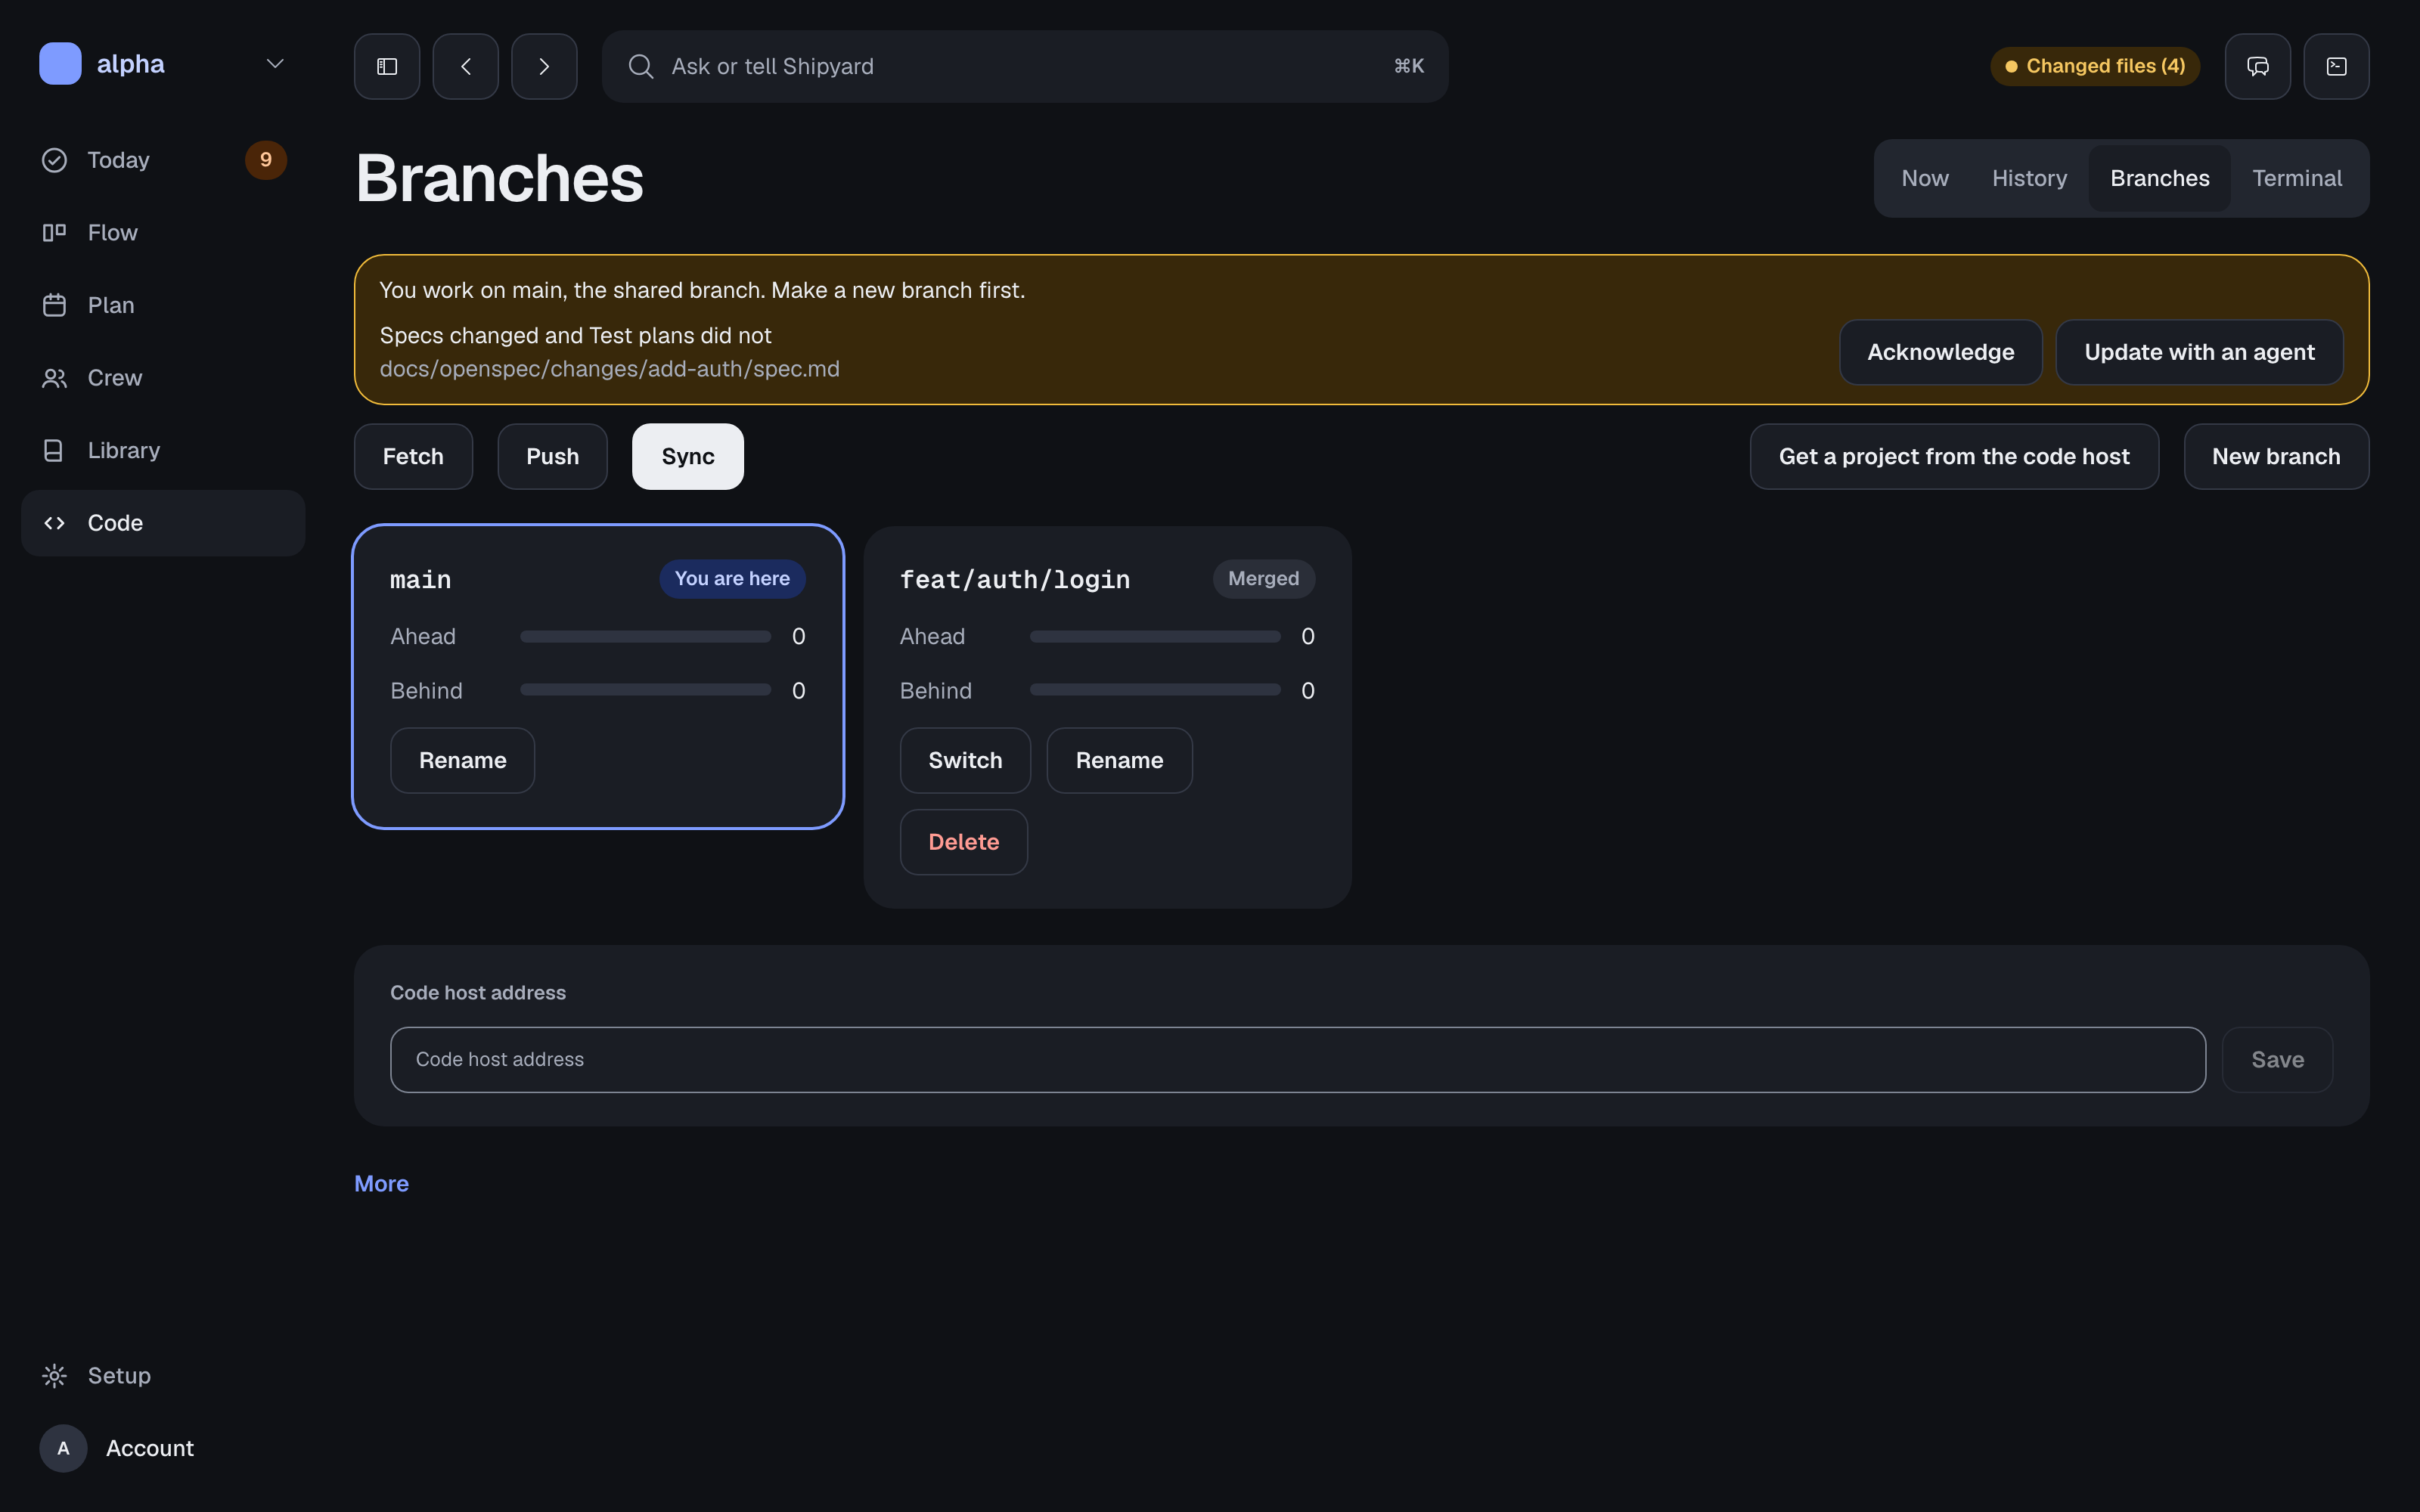 alpha
Ask or tell Shipyard
⌘K
Changed files (4)
Today
9
Flow
Plan
Crew
Library
Code
Branches
Now
History
Branches
Terminal
You work on main, the shared branch. Make a new branch first.
Specs changed and Test plans did not
docs/openspec/changes/add-auth/spec.md
Acknowledge
Update with an agent
Fetch
Push
Sync
Get a project from the code host
New branch
main
You are here
Ahead
0
Behind
0
Rename
feat/auth/login
Merged
Ahead
0
Behind
0
Switch
Rename
Delete
Code host address
Code host address
Save
More
Setup
A
Account